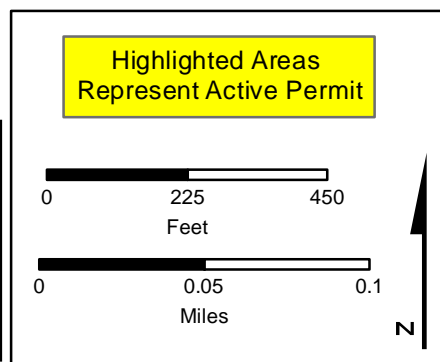 Highlighted Areas
Represent Active Permit
0 225 450
Feet
0 0.05 0.1
Miles
N